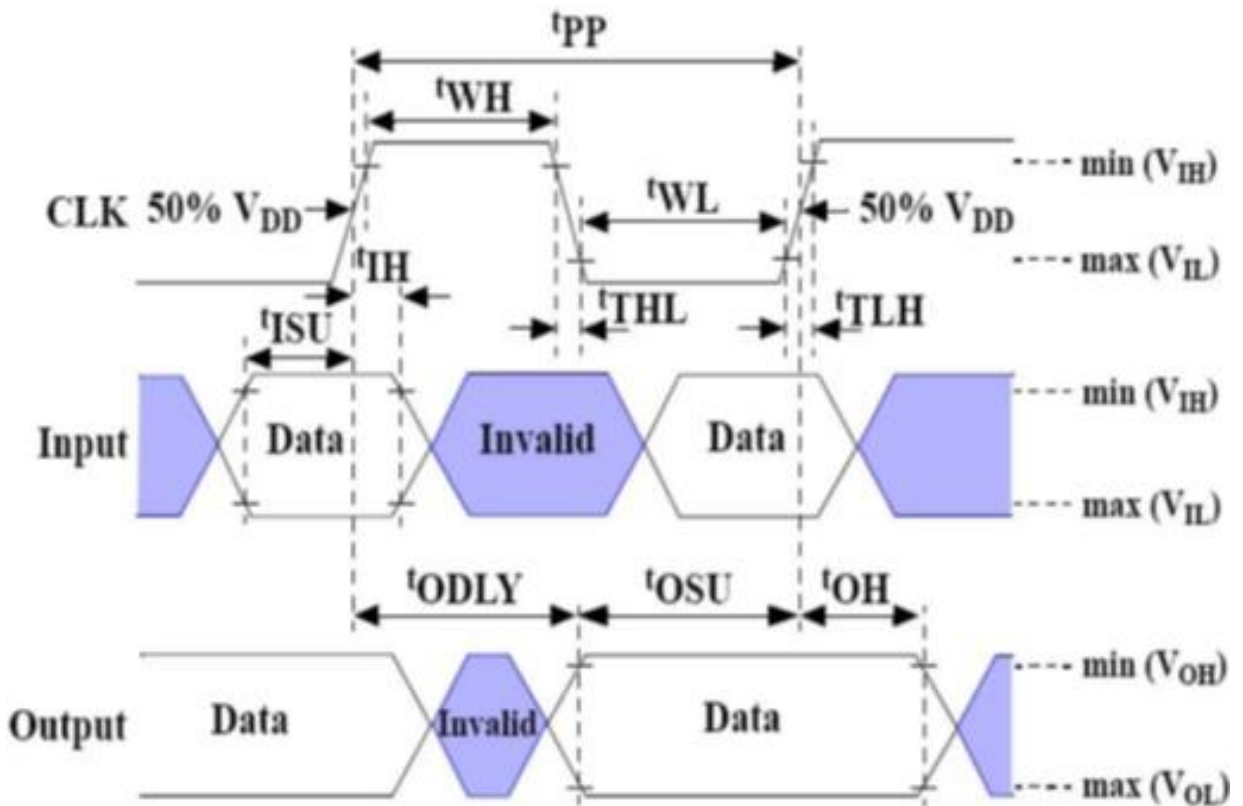 tPP
tWH
min (VIH)
CLK 50% VDD
tWL
50% VDD
max (VIL)
tIH
tISU
tTHL
tTLH
min (VIH)
Input
Data
Invalid
Data
max (VIL)
tODLY
tOSU
tOH
min (VOH)
Output
Data
Invalid
Data
max (VOL)